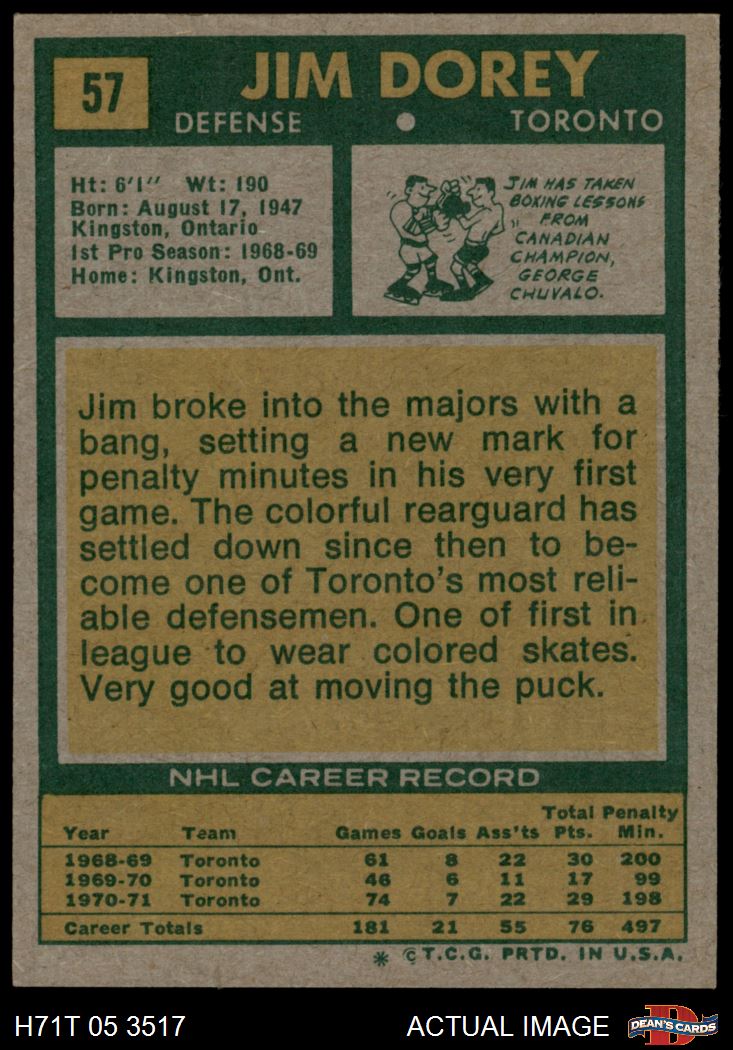 57
JIM DOREY
DEFENSE • TORONTO
Ht: 6'1" Wt: 190
Born: August 17, 1947
Kingston, Ontario
1st Pro Season: 1968-69
Home: Kingston, Ont.
JIM HAS TAKEN
BOXING LESSONS
FROM
CANADIAN
CHAMPION,
GEORGE
CHUVALO.
Jim broke into the majors with a
bang, setting a new mark for
penalty minutes in his very first
game. The colorful rearguard has
settled down since then to be-
come one of Toronto's most reli-
able defensemen. One of first in
league to wear colored skates.
Very good at moving the puck.
NHL CAREER RECORD
Total Penalty
Year Team Games Goals Ass'ts Pts. Min.
1968-69 Toronto 61 8 22 30 200
1969-70 Toronto 46 6 11 17 99
1970-71 Toronto 74 7 22 29 198
Career Totals 181 21 55 76 497
* © T.C.G. PRTD. IN U.S.A.
H71T 05 3517 ACTUAL IMAGE
D
DEAN'S CARDS